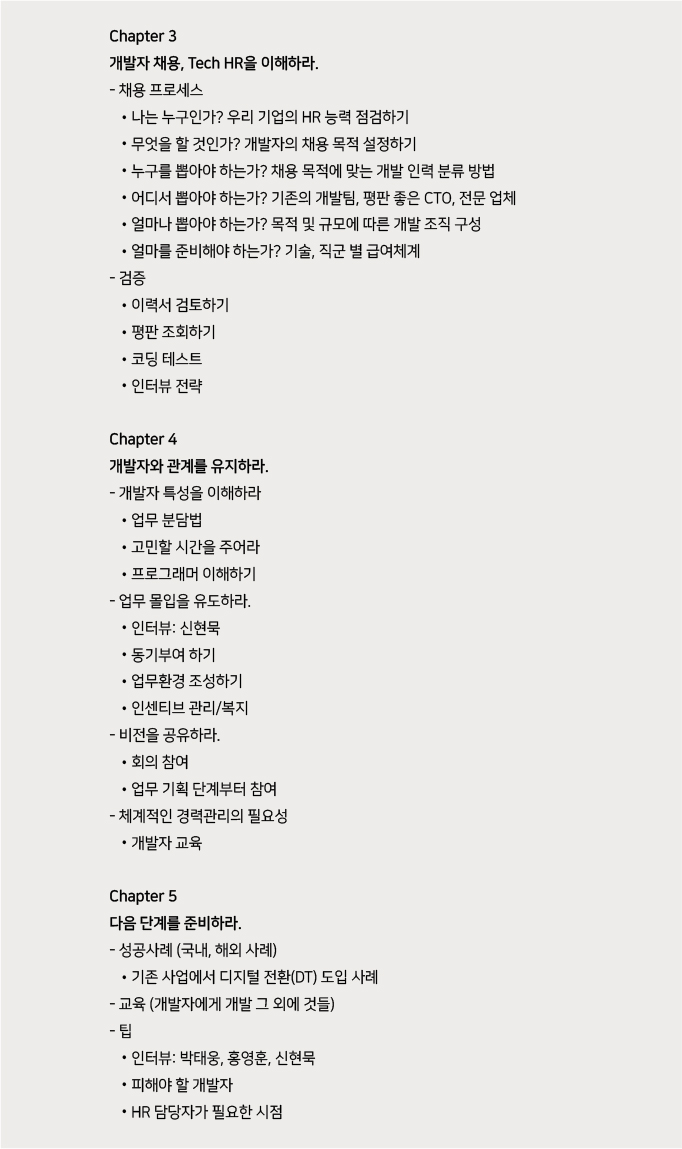 Chapter 3
개발자 채용, Tech HR을 이해하라.
- 채용 프로세스
• 나는 누구인가? 우리 기업의 HR 능력 점검하기
• 무엇을 할 것인가? 개발자의 채용 목적 설정하기
• 누구를 뽑아야 하는가? 채용 목적에 맞는 개발 인력 분류 방법
• 어디서 뽑아야 하는가? 기존의 개발팀, 평판 좋은 CTO, 전문 업체
• 얼마나 뽑아야 하는가? 목적 및 규모에 따른 개발 조직 구성
• 얼마를 준비해야 하는가? 기술, 직군 별 급여체계
- 검증
• 이력서 검토하기
• 평판 조회하기
• 코딩 테스트
• 인터뷰 전략
Chapter 4
개발자와 관계를 유지하라.
- 개발자 특성을 이해하라
• 업무 분담법
• 고민할 시간을 주어라
• 프로그래머 이해하기
- 업무 몰입을 유도하라.
• 인터뷰: 신현묵
• 동기부여 하기
• 업무환경 조성하기
• 인센티브 관리/복지
- 비전을 공유하라.
• 회의 참여
• 업무 기획 단계부터 참여
- 체계적인 경력관리의 필요성
• 개발자 교육
Chapter 5
다음 단계를 준비하라.
- 성공사례 (국내, 해외 사례)
• 기존 사업에서 디지털 전환(DT) 도입 사례
- 교육 (개발자에게 개발 그 외에 것들)
- 팁
• 인터뷰: 박태웅, 홍영훈, 신현묵
• 피해야 할 개발자
• HR 담당자가 필요한 시점